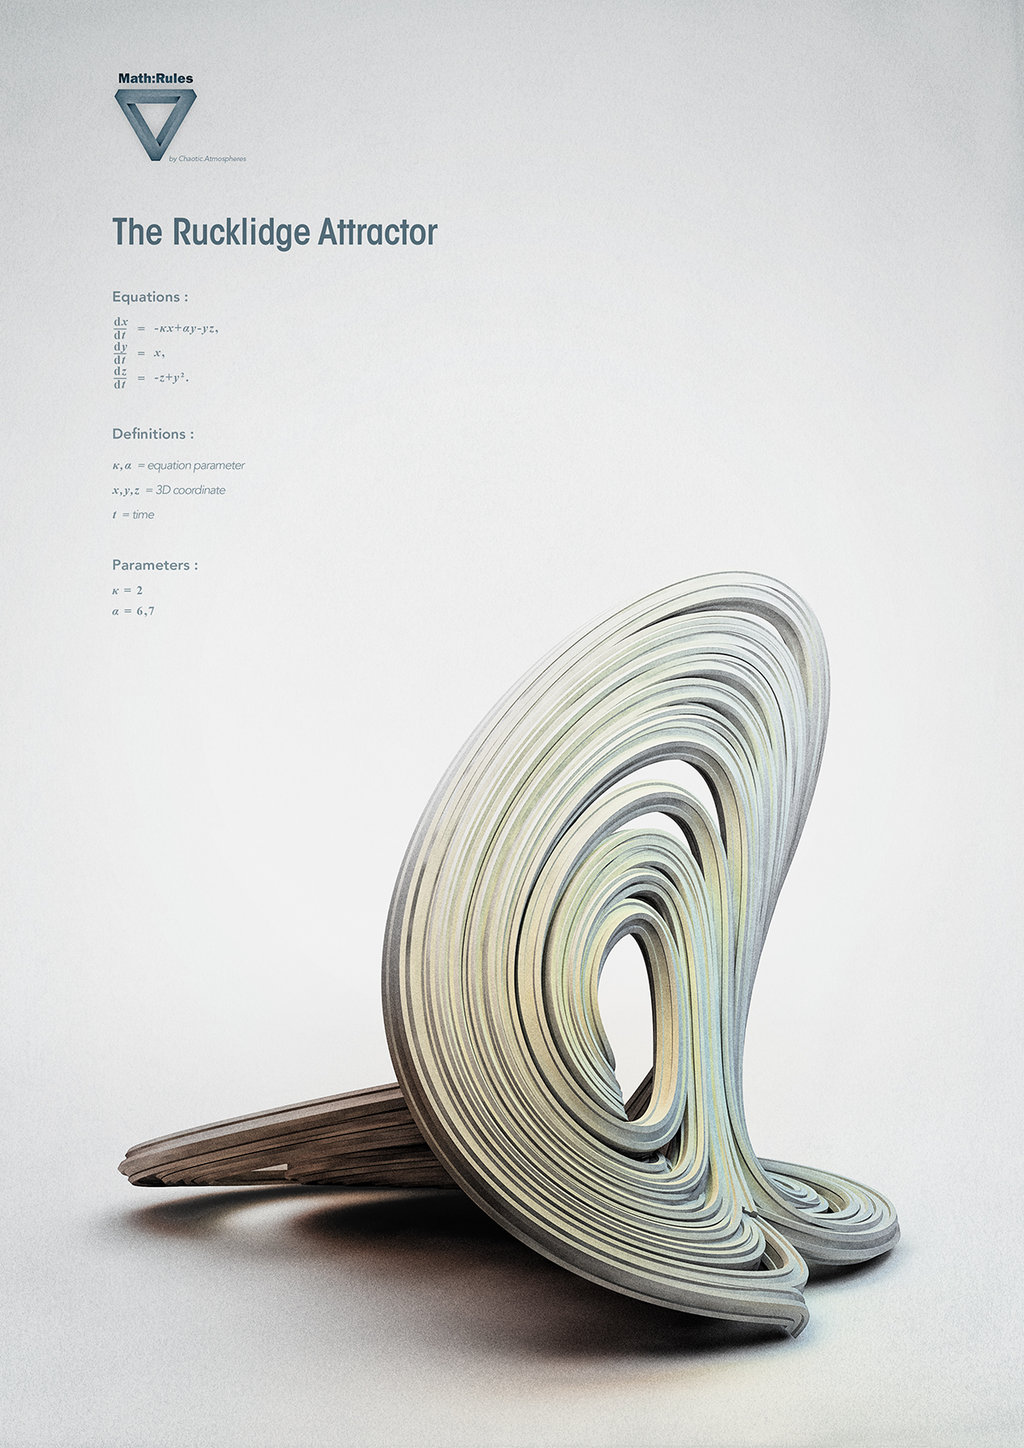 Math:Rules
by Chaotic Atmospheres
The Rucklidge Attractor
Equations :
dx/dt = -κx+αy-yz,
dy/dt = x,
dz/dt = -z+y².
Definitions :
κ,α = equation parameter
x,y,z = 3D coordinate
t = time
Parameters :
κ = 2
α = 6,7